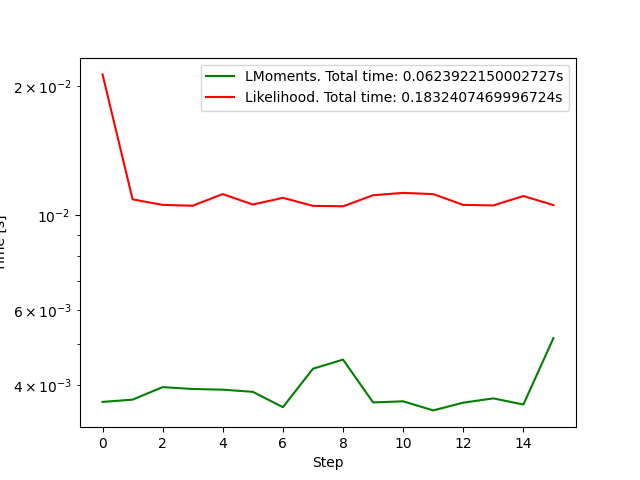 LMoments. Total time: 0.0623922150002727s
Likelihood. Total time: 0.1832407469996724s
2 × 10⁻²
10⁻²
6 × 10⁻³
4 × 10⁻³
[s]
0 2 4 6 8 10 12 14
Step